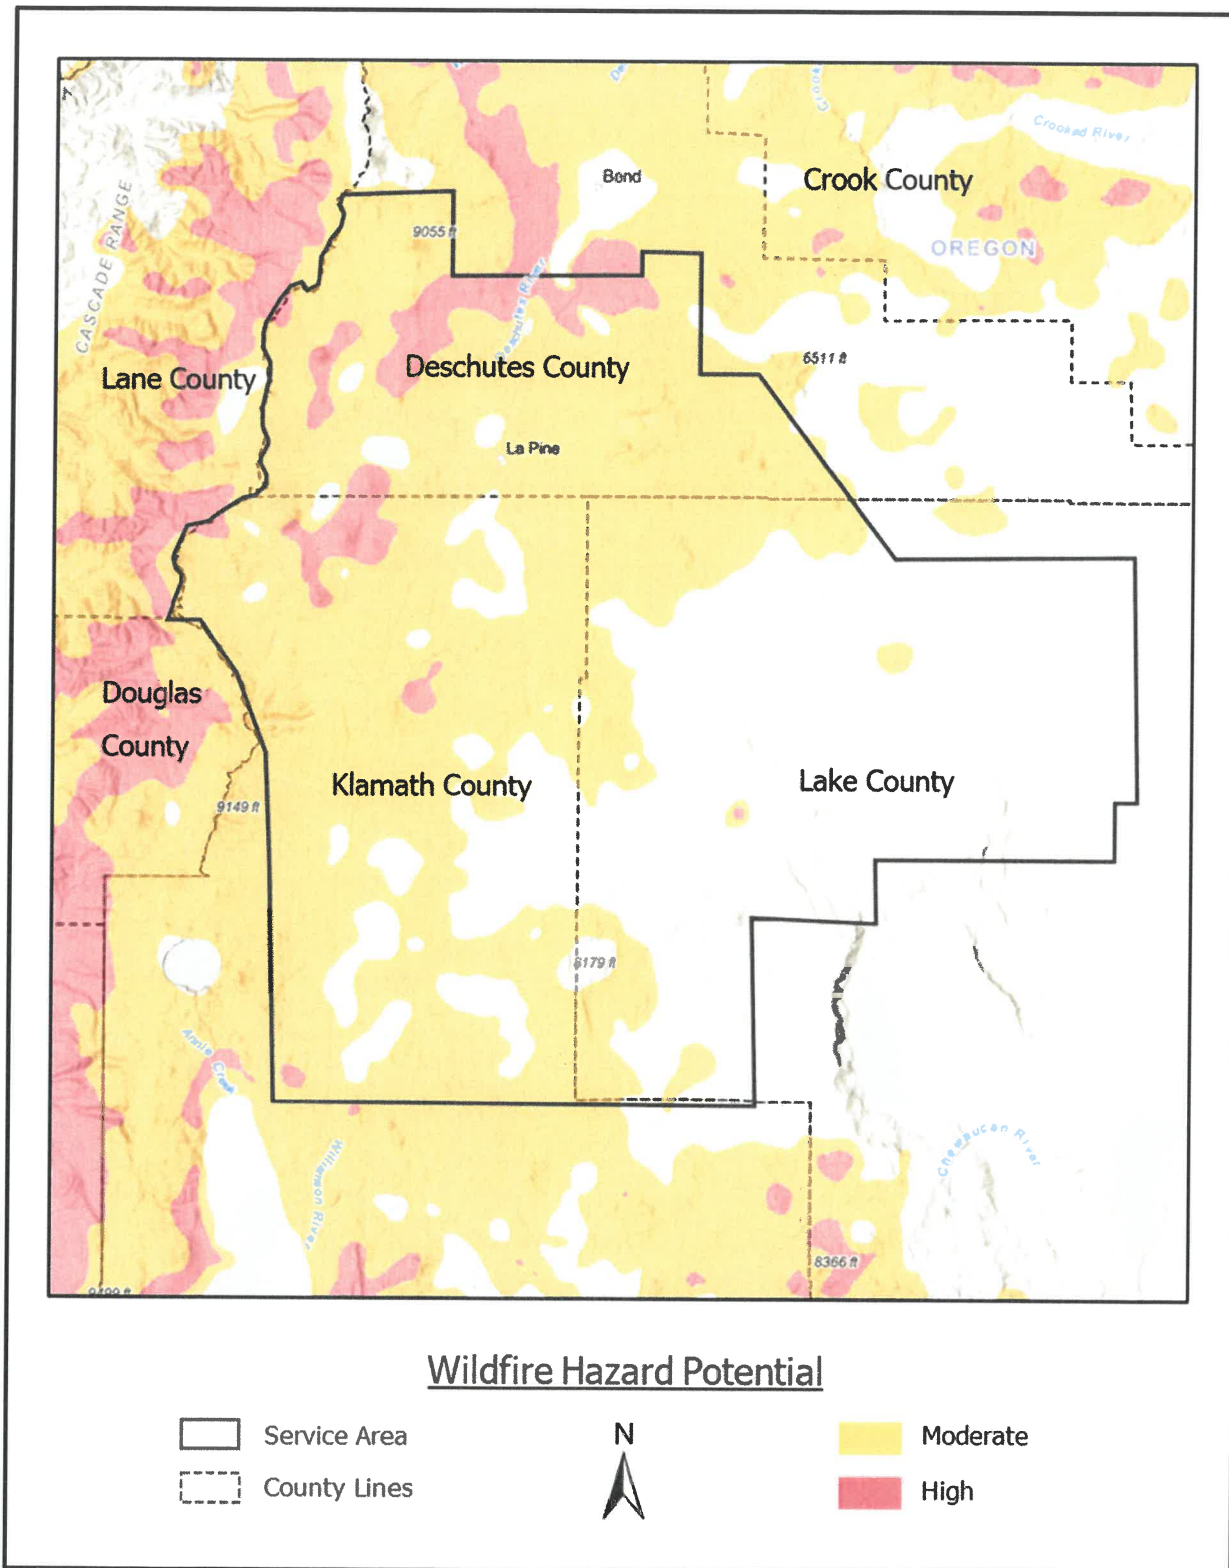 Crooked River
Bend
Crook County
CASCADE RANGE
9055 ft
OREGON
Deschutes River
6511 ft
Lane County
Deschutes County
La Pine
Douglas
County
Klamath County
Lake County
9149 ft
8179 ft
Annie Creek
Williamson River
Chewaucan River
8366 ft
Wildfire Hazard Potential
Service Area
N
Moderate
County Lines
High